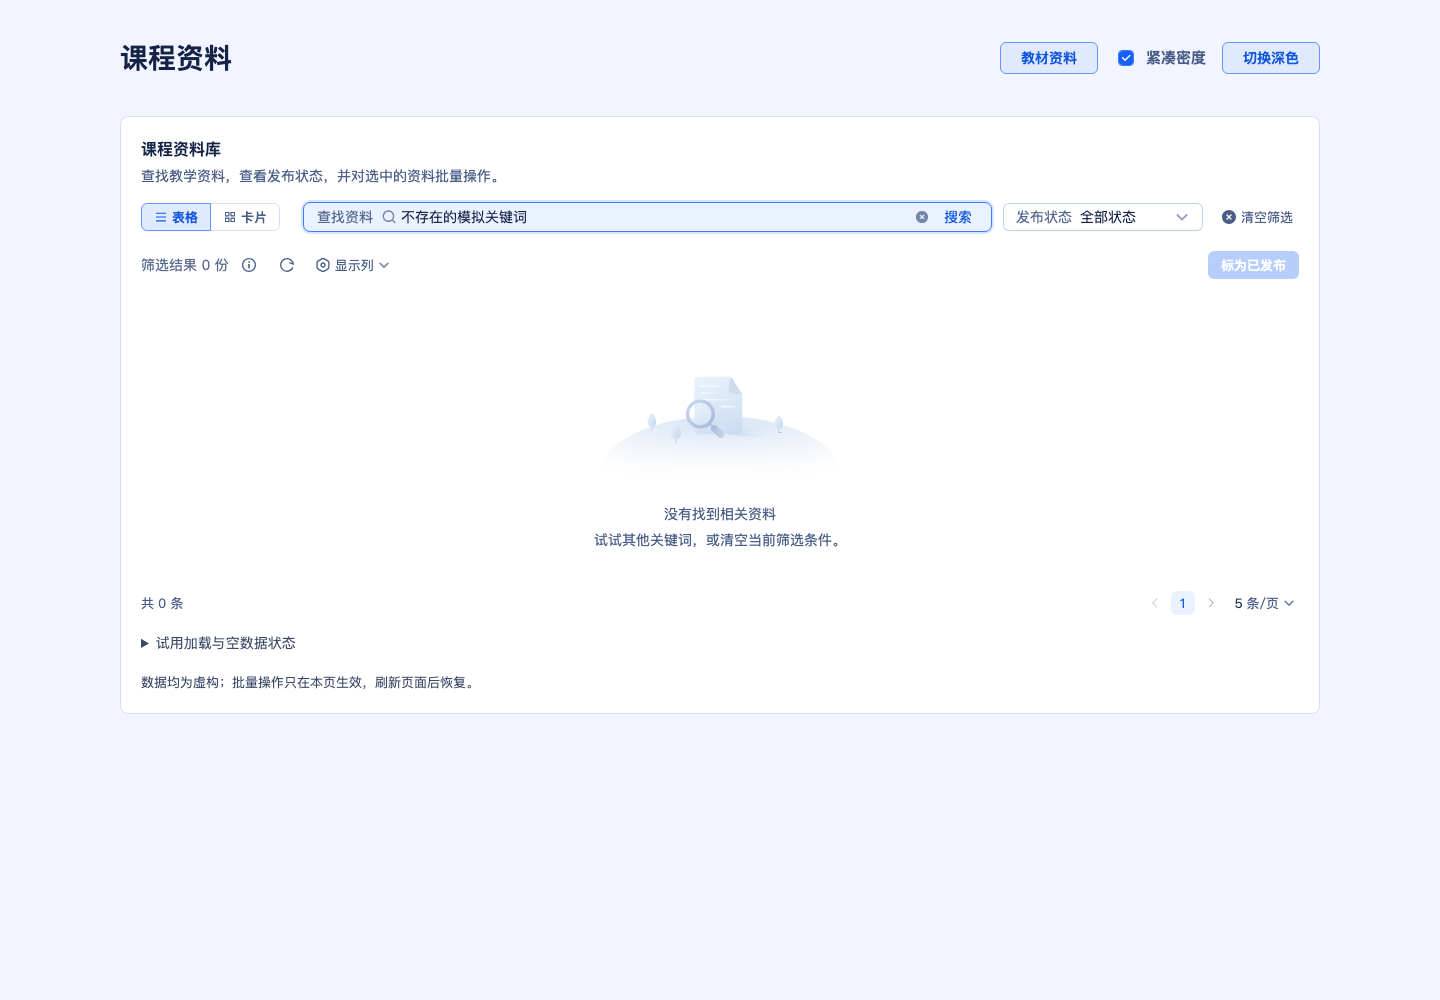 课程资料
教材资料
紧凑密度
切换深色
课程资料库
查找教学资料，查看发布状态，并对选中的资料批量操作。
表格
卡片
查找资料 不存在的模拟关键词
搜索
发布状态 全部状态
清空筛选
筛选结果 0 份
显示列
标为已发布
没有找到相关资料
试试其他关键词，或清空当前筛选条件。
共 0 条
1
5 条/页
试用加载与空数据状态
数据均为虚构；批量操作只在本页生效，刷新页面后恢复。